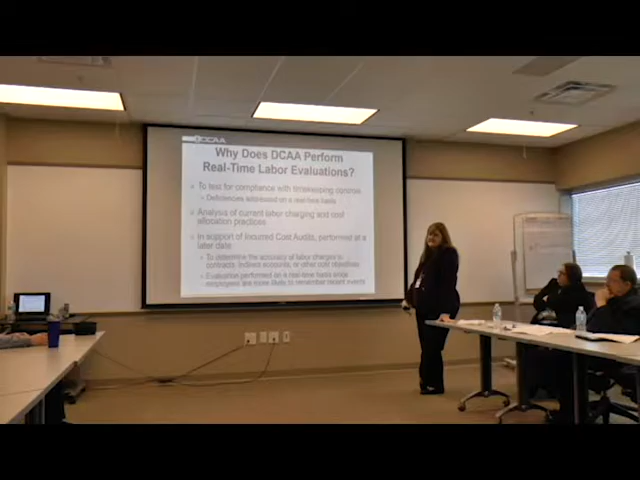 DCAA
Why Does DCAA Perform
Real-Time Labor Evaluations?
To test for compliance with timekeeping controls
Deficiencies addressed on a real-time basis
Analysis of current labor charging and cost
allocation practices
In support of Incurred Cost Audits, performed at a
later date
To determine the accuracy of labor charges to
contracts, indirect accounts, or other cost objectives
Evaluation performed on a real-time basis since
employees are more likely to remember recent events